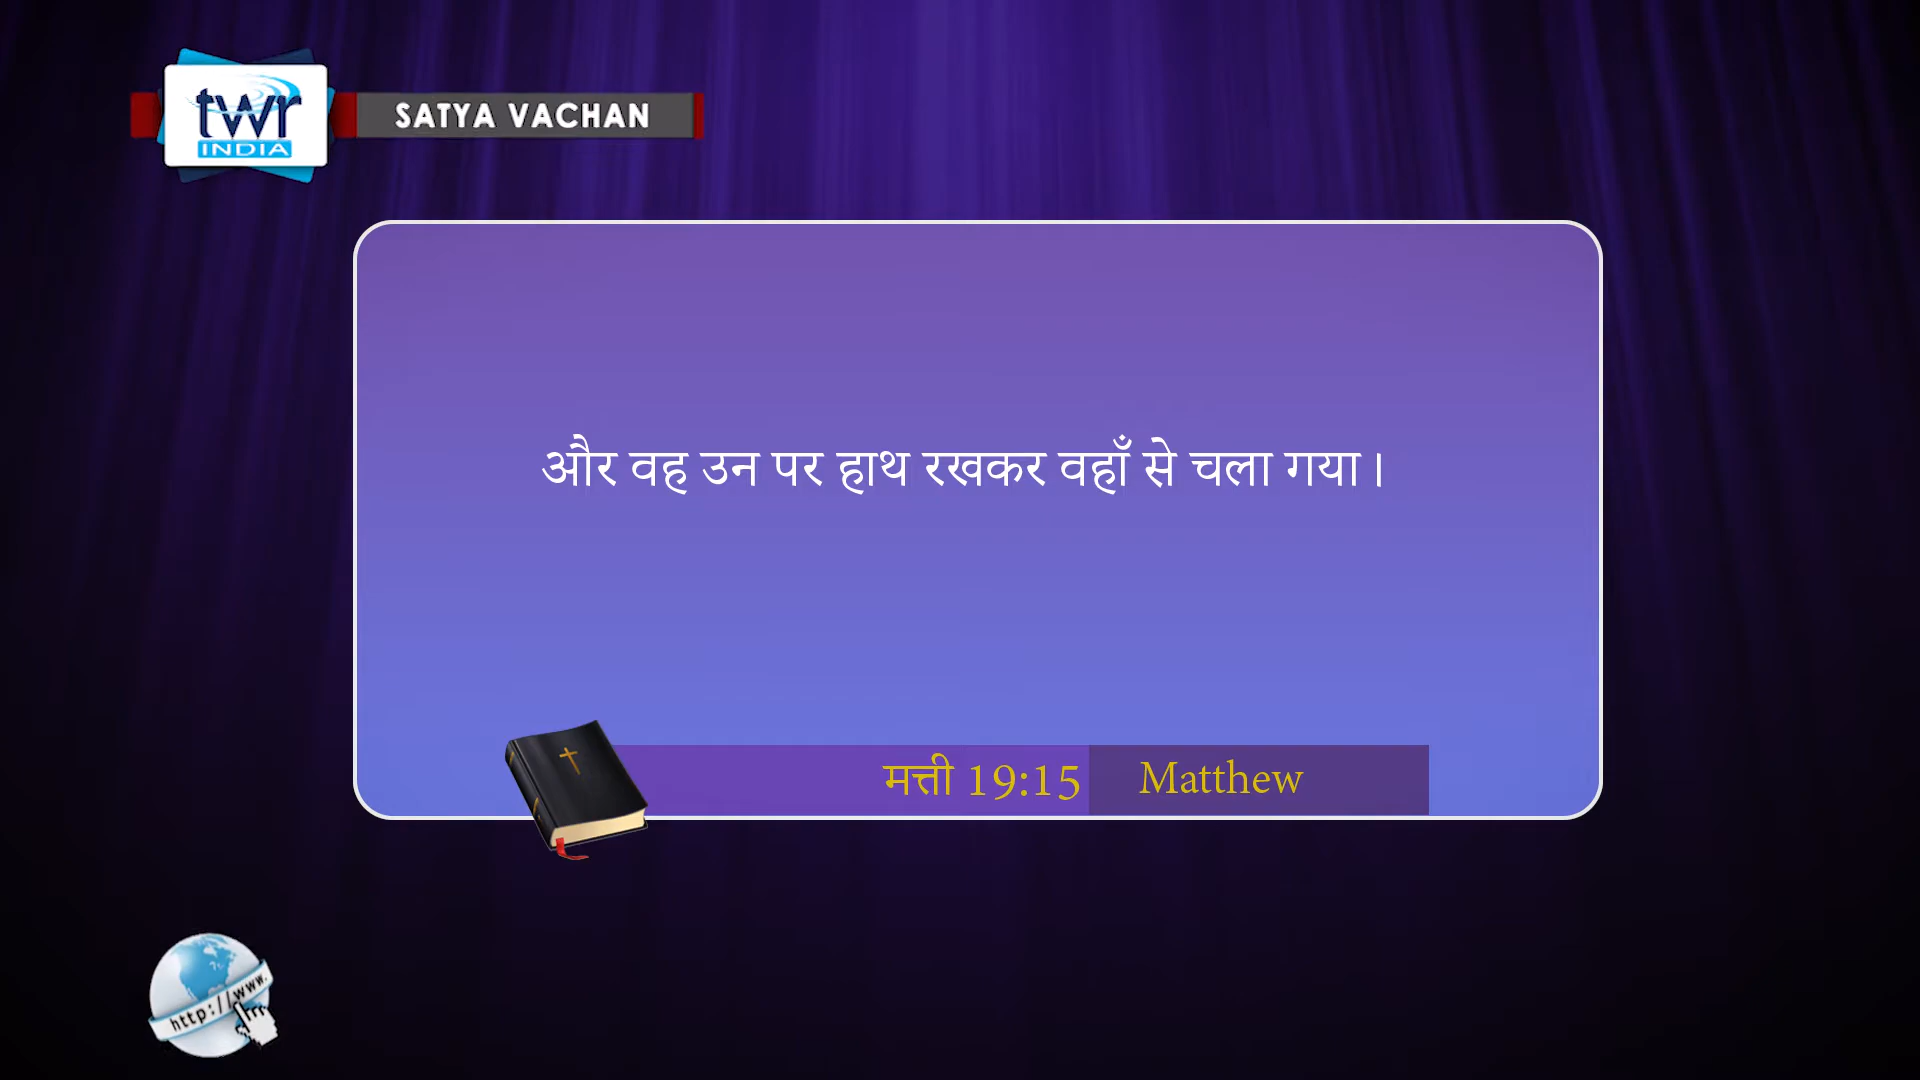 twr
INDIA
SATYA VACHAN
और वह उन पर हाथ रखकर वहाँ से चला गया।
मत्ती 19:15 Matthew
http://www.